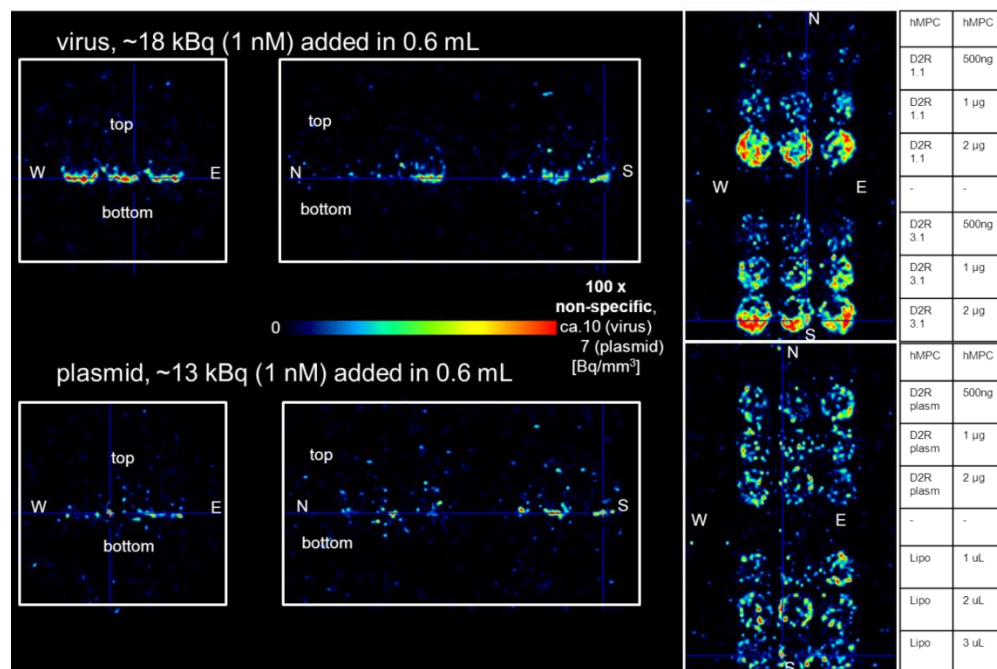 virus, ~18 kBq (1 nM) added in 0.6 mL
top
W
E
bottom
top
N
S
bottom
0
100 x
non-specific,
ca.10 (virus)
7 (plasmid)
[Bq/mm³]
plasmid, ~13 kBq (1 nM) added in 0.6 mL
top
W
E
bottom
top
N
S
bottom
N
W
E
S
hMPC hMPC
D2R 1.1 500ng
D2R 1.1 1 µg
D2R 1.1 2 µg
- -
D2R 3.1 500ng
D2R 3.1 1 µg
D2R 3.1 2 µg
N
W
E
S
hMPC hMPC
D2R plasm 500ng
D2R plasm 1 µg
D2R plasm 2 µg
- -
Lipo 1 uL
Lipo 2 uL
Lipo 3 uL